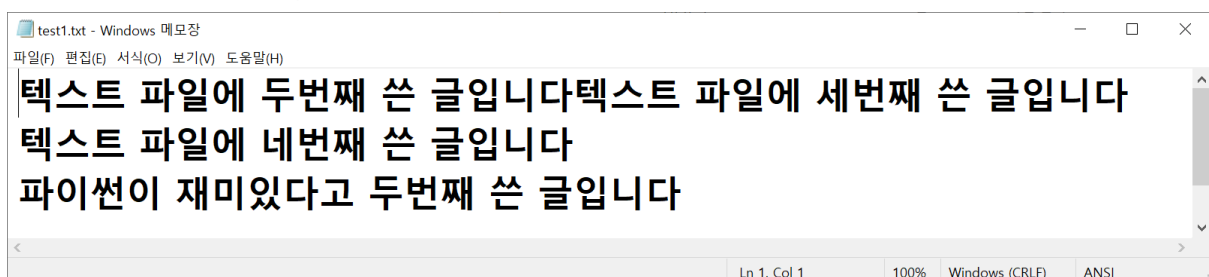 test1.txt - Windows 메모장
파일(F) 편집(E) 서식(O) 보기(V) 도움말(H)
텍스트 파일에 두번째 쓴 글입니다텍스트 파일에 세번째 쓴 글입니다
텍스트 파일에 네번째 쓴 글입니다
파이썬이 재미있다고 두번째 쓴 글입니다
Ln 1, Col 1 100% Windows (CRLF) ANSI